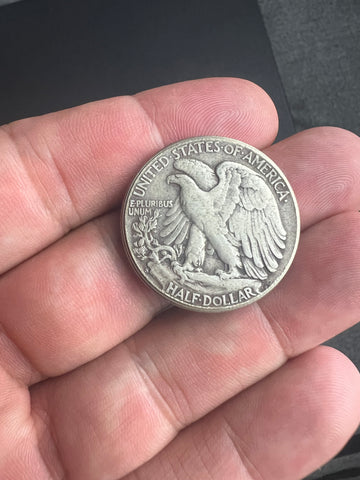 UNITED·STATES·OF·AMERICA
E·PLURIBUS
UNUM
HALF·DOLLAR